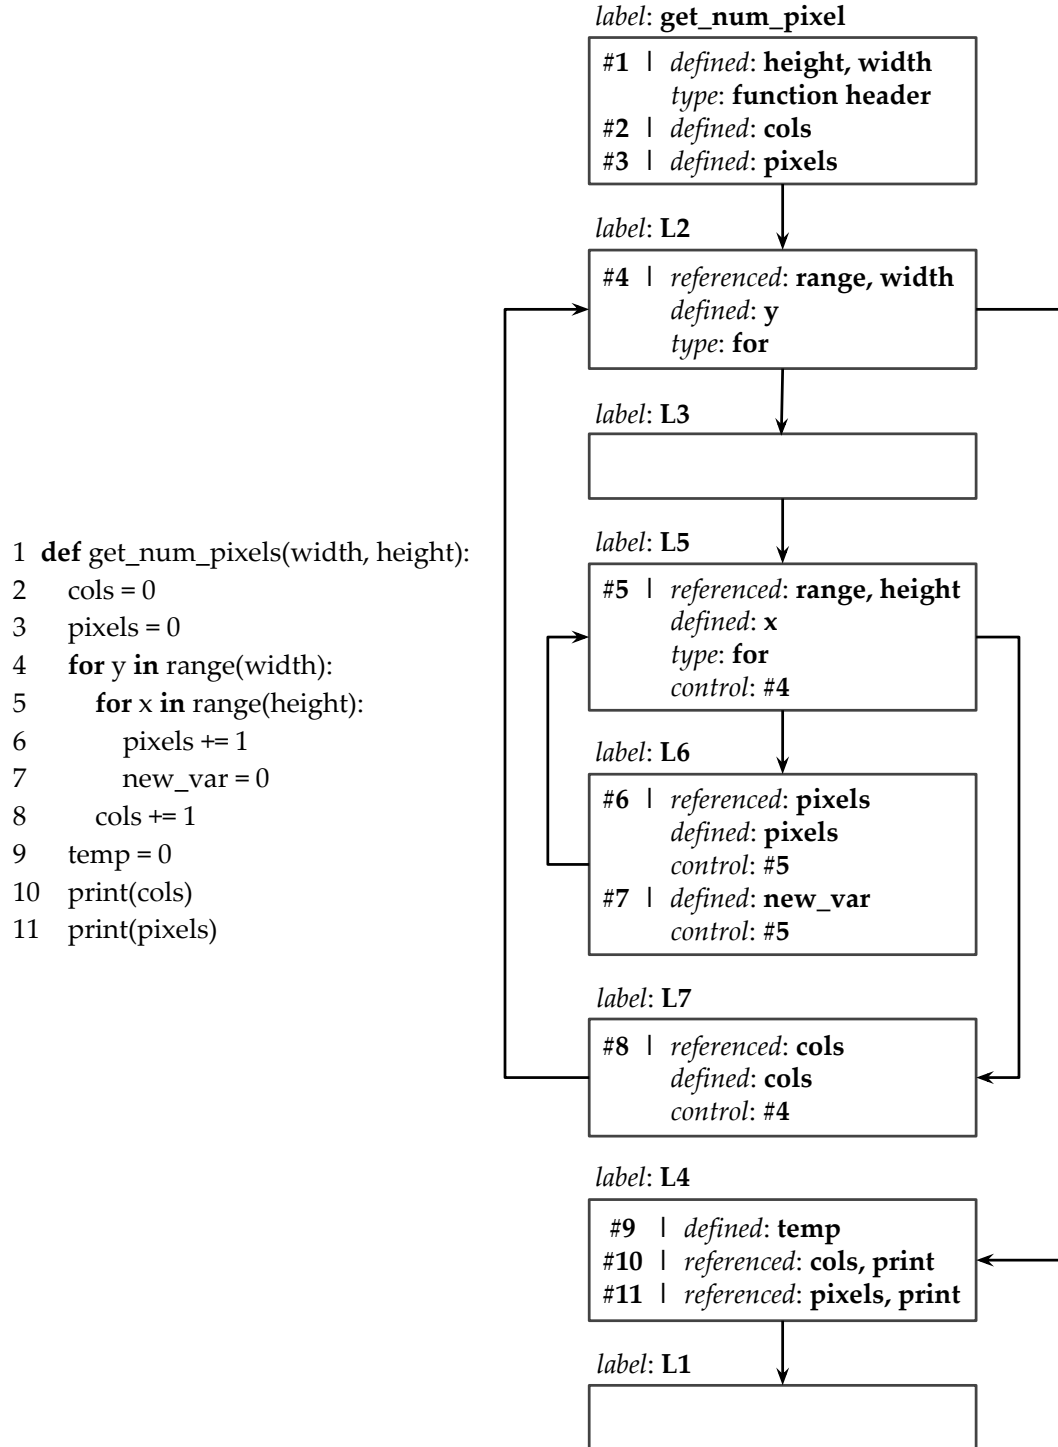 1 def get_num_pixels(width, height):
2 cols = 0
3 pixels = 0
4 for y in range(width):
5 for x in range(height):
6 pixels += 1
7 new_var = 0
8 cols += 1
9 temp = 0
10 print(cols)
11 print(pixels)
label: get_num_pixel
#1 | defined: height, width
type: function header
#2 | defined: cols
#3 | defined: pixels
label: L2
#4 | referenced: range, width
defined: y
type: for
label: L3
label: L5
#5 | referenced: range, height
defined: x
type: for
control: #4
label: L6
#6 | referenced: pixels
defined: pixels
control: #5
#7 | defined: new_var
control: #5
label: L7
#8 | referenced: cols
defined: cols
control: #4
label: L4
#9 | defined: temp
#10 | referenced: cols, print
#11 | referenced: pixels, print
label: L1